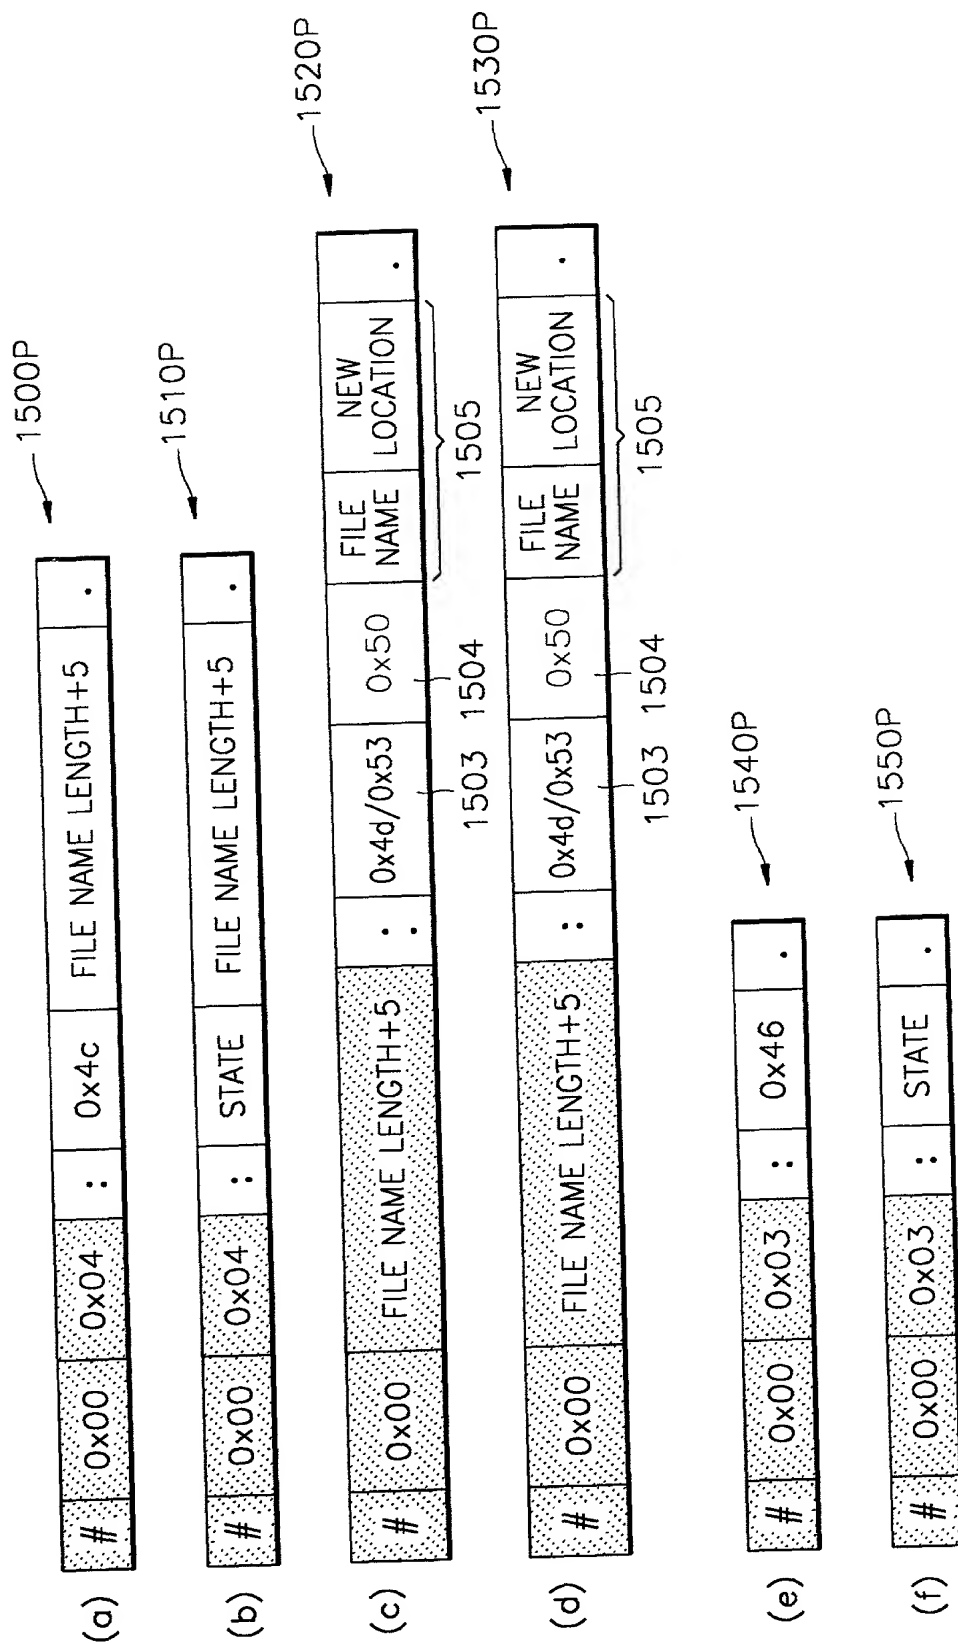 (a) # 0x00 0x04 : 0x4c FILE NAME LENGTH+5 . 1500P
(b) # 0x00 0x04 : STATE FILE NAME LENGTH+5 . 1510P
(c) # 0x00 FILE NAME LENGTH+5 : 0x4d/0x53 0x50 FILE NAME NEW LOCATION . 1520P
1503 1504 1505
(d) # 0x00 FILE NAME LENGTH+5 : 0x4d/0x53 0x50 FILE NAME NEW LOCATION . 1530P
1503 1504 1505
(e) # 0x00 0x03 : 0x46 . 1540P
(f) # 0x00 0x03 : STATE . 1550P